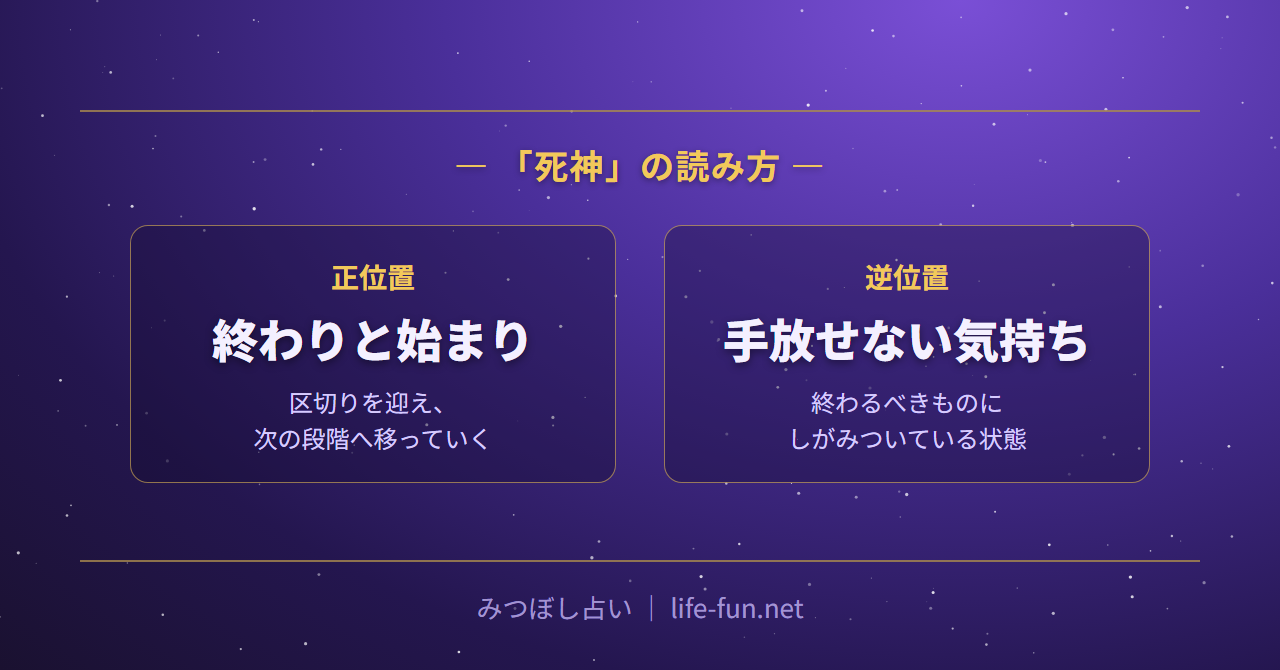 ― 「死神」の読み方 ―
正位置
終わりと始まり
区切りを迎え、
次の段階へ移っていく
逆位置
手放せない気持ち
終わるべきものに
しがみついている状態
みつぼし占い ｜ life-fun.net